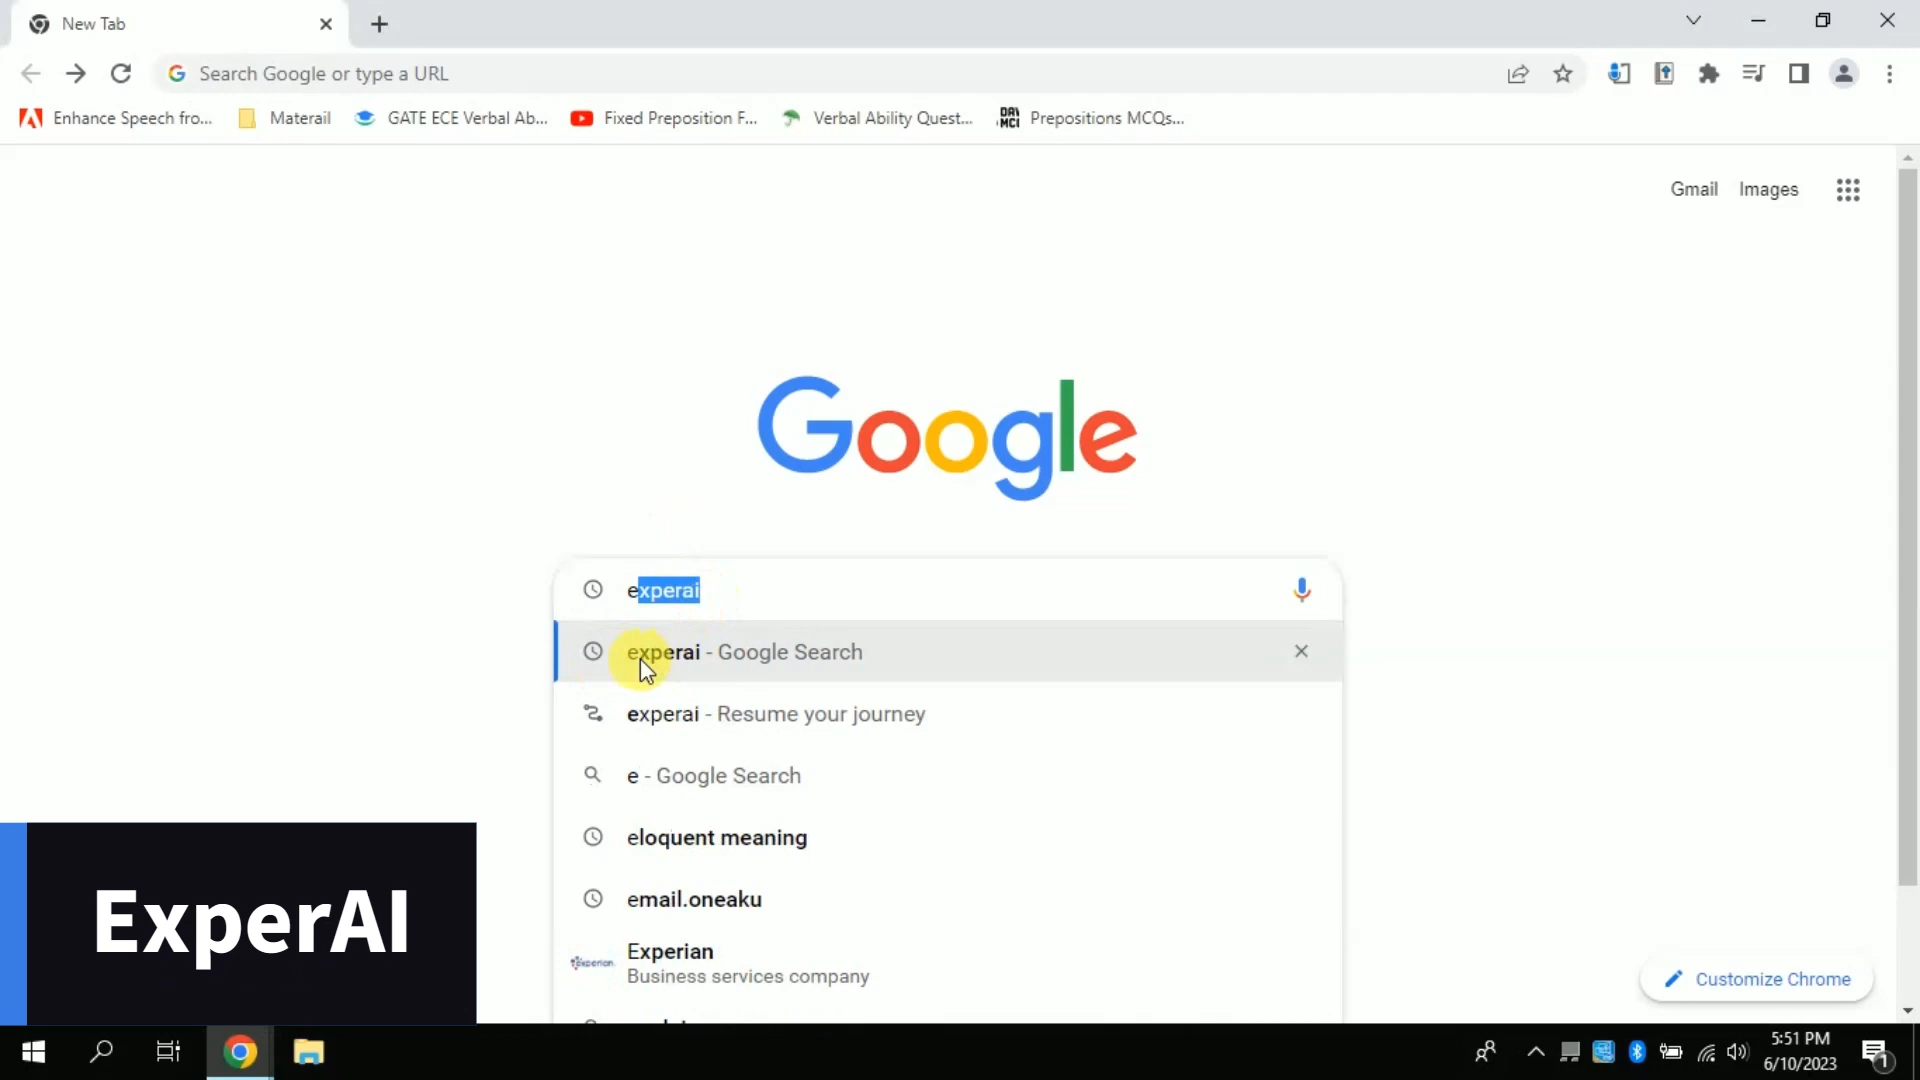 New Tab
Search Google or type a URL
Enhance Speech fro...
Materail
GATE ECE Verbal Ab...
Fixed Preposition F...
Verbal Ability Quest...
Prepositions MCQs...
Gmail
Images
Google
experai
experai - Google Search
experai - Resume your journey
e - Google Search
eloquent meaning
email.oneaku
Experian
Business services company
ExperAI
Customize Chrome
5:51 PM
6/10/2023
1